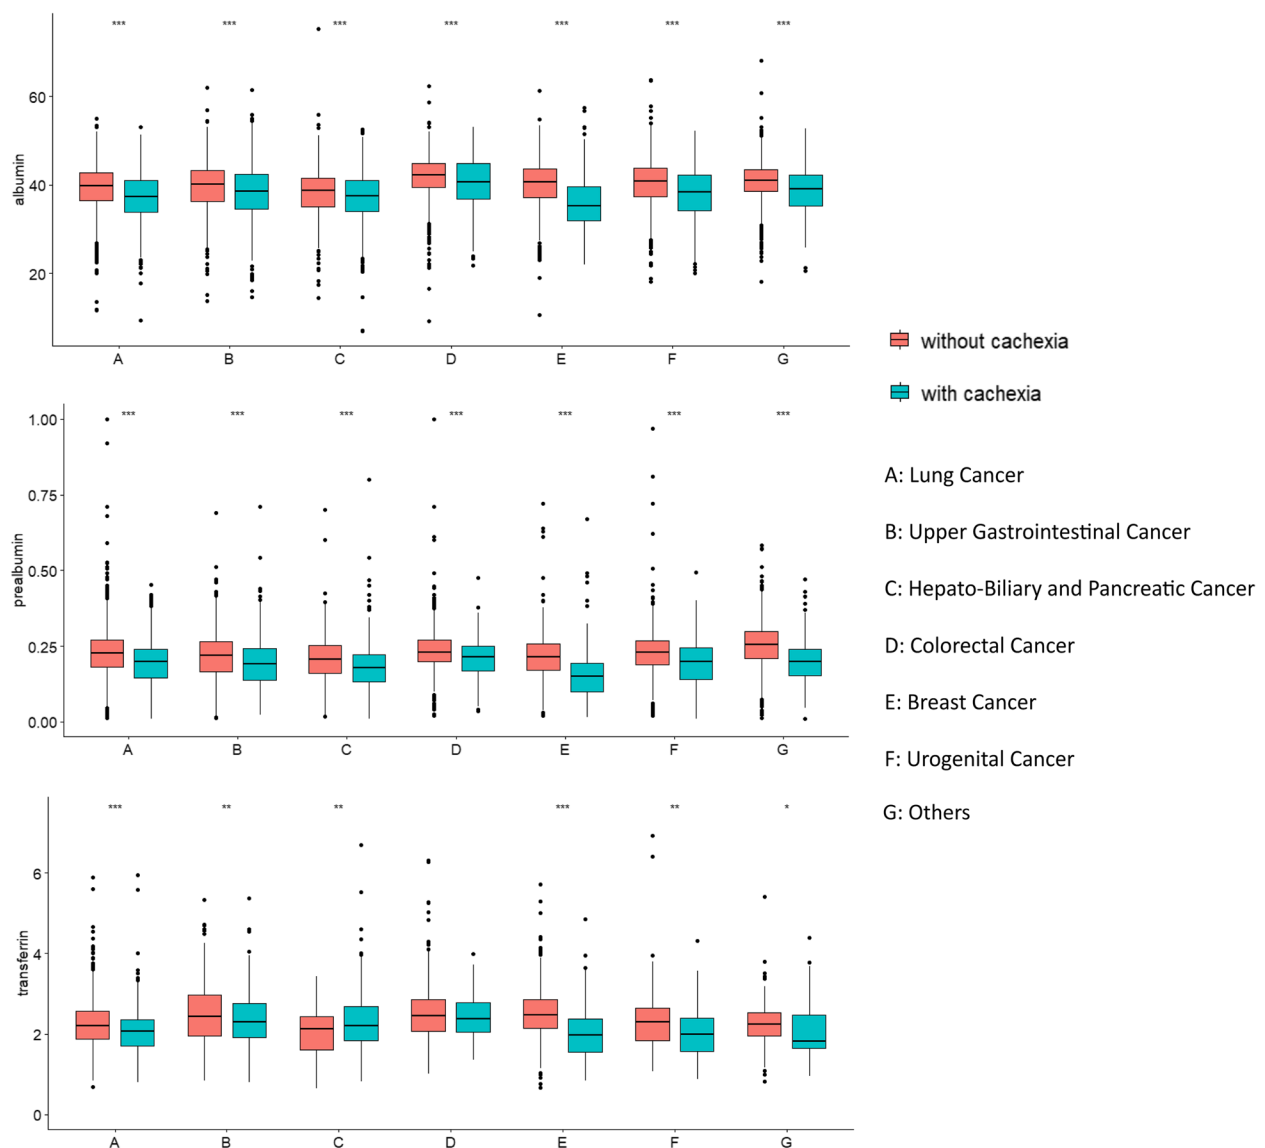 *** *** *** *** *** *** ***
60
40
20
albumin
A B C D E F G
without cachexia
with cachexia
*** *** *** *** *** *** ***
1.00
0.75
0.50
0.25
0.00
prealbumin
A B C D E F G
A: Lung Cancer
B: Upper Gastrointestinal Cancer
C: Hepato-Biliary and Pancreatic Cancer
D: Colorectal Cancer
E: Breast Cancer
F: Urogenital Cancer
G: Others
*** ** ** *** ** *
6
4
2
0
transferrin
A B C D E F G